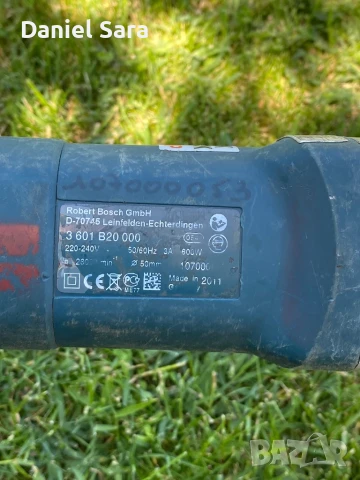 Daniel Sara
Robert Bosch GmbH
D-70745 Leinfelden-Echterdingen
3 601 B20 000
220-240V 50/60Hz 3A 600W
Ø 50mm 107000
Made in 2011
BAZAR